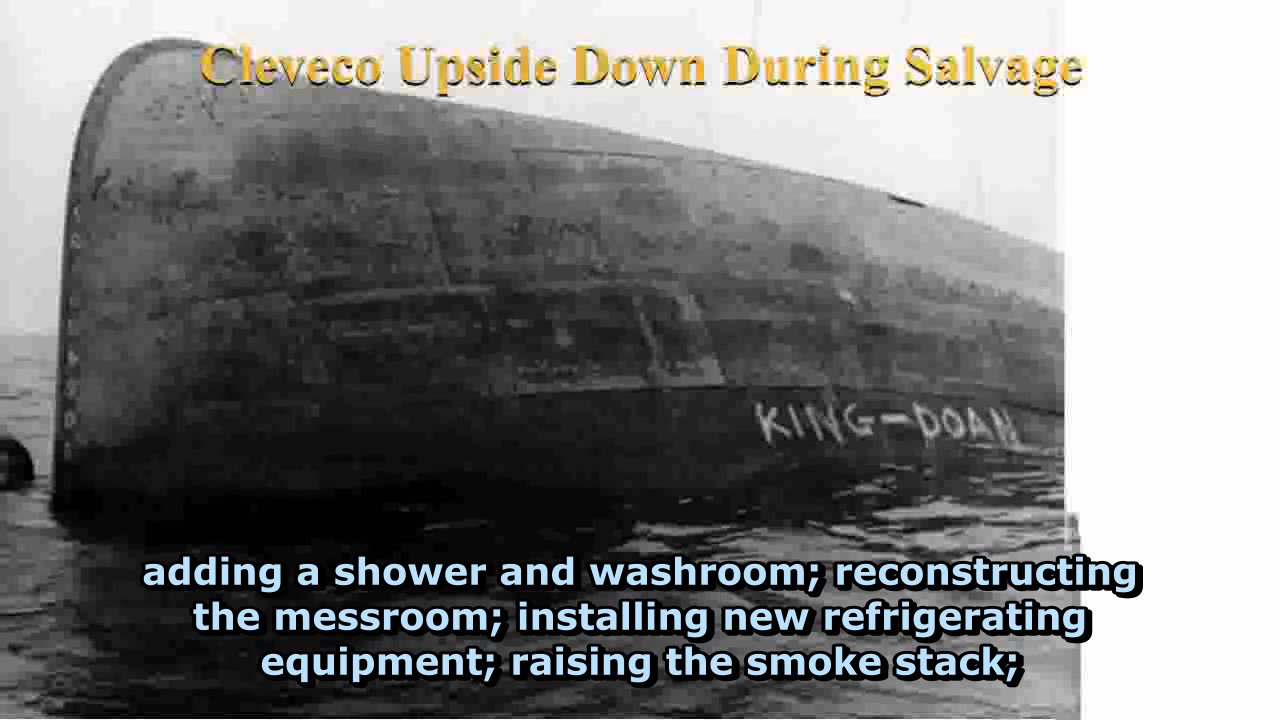 Cleveco Upside Down During Salvage
KING-DOAN
adding a shower and washroom; reconstructing
the messroom; installing new refrigerating
equipment; raising the smoke stack;